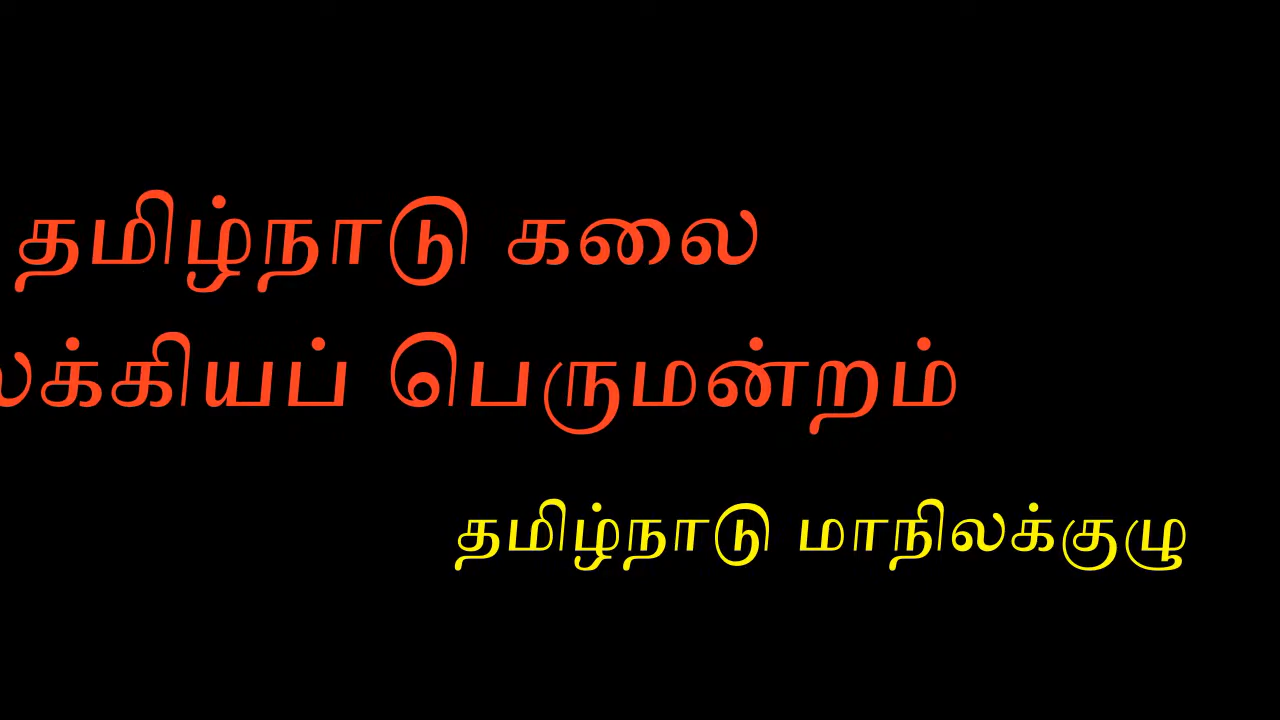 தமிழ்நாடு கலை
லக்கியப் பெருமன்றம்
தமிழ்நாடு மாநிலக்குழு